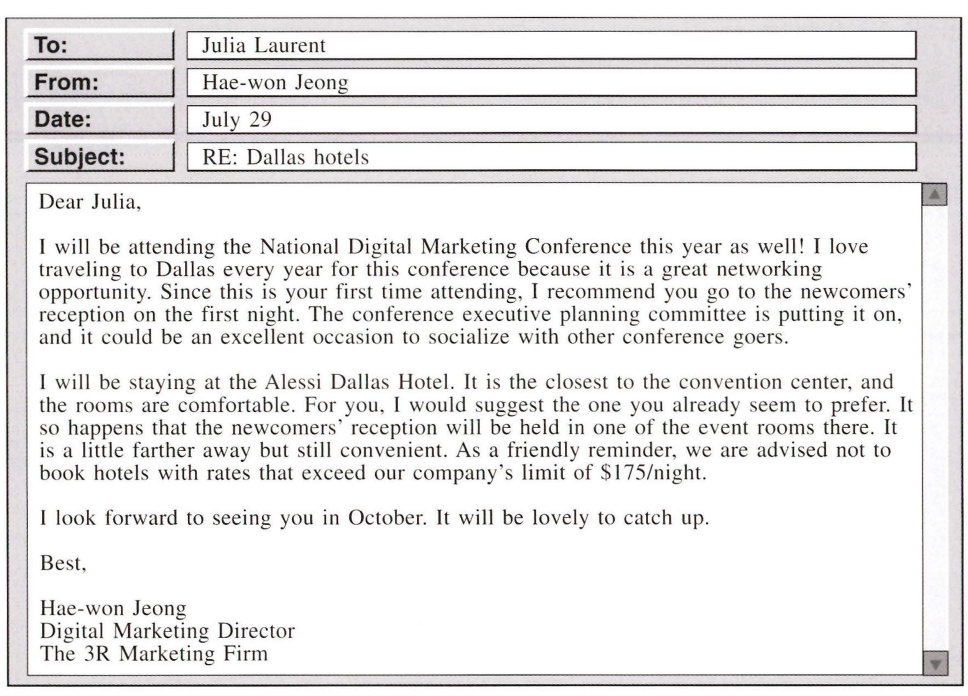 To: Julia Laurent
From: Hae-won Jeong
Date: July 29
Subject: RE: Dallas hotels
Dear Julia,
I will be attending the National Digital Marketing Conference this year as well! I love
traveling to Dallas every year for this conference because it is a great networking
opportunity. Since this is your first time attending, I recommend you go to the newcomers'
reception on the first night. The conference executive planning committee is putting it on,
and it could be an excellent occasion to socialize with other conference goers.
I will be staying at the Alessi Dallas Hotel. It is the closest to the convention center, and
the rooms are comfortable. For you, I would suggest the one you already seem to prefer. It
so happens that the newcomers' reception will be held in one of the event rooms there. It
is a little farther away but still convenient. As a friendly reminder, we are advised not to
book hotels with rates that exceed our company's limit of $175/night.
I look forward to seeing you in October. It will be lovely to catch up.
Best,
Hae-won Jeong
Digital Marketing Director
The 3R Marketing Firm